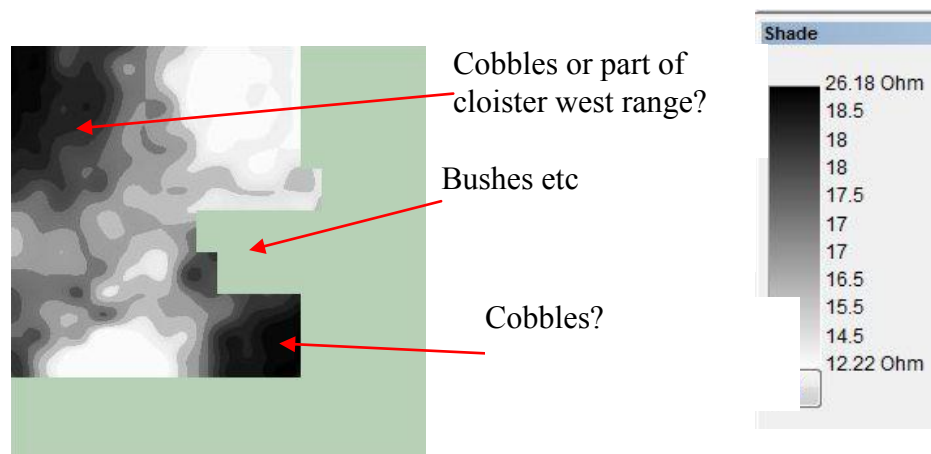 Cobbles or part of
cloister west range?
Bushes etc
Cobbles?
Shade
26.18 Ohm
18.5
18
18
17.5
17
17
16.5
15.5
14.5
12.22 Ohm